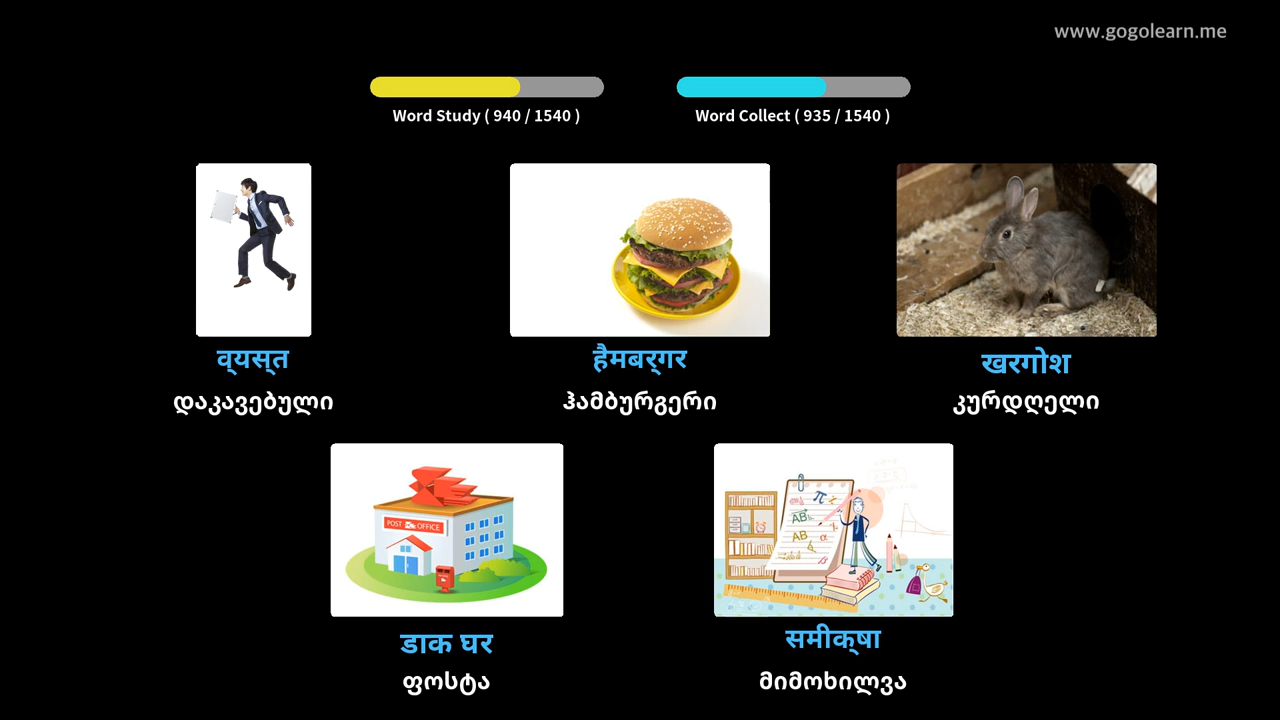 www.gogolearn.me
Word Study ( 940 / 1540 )
Word Collect ( 935 / 1540 )
व्‌यस्‌त
हैमबर्‌गर
खरगोश
დაკავებული
ჰამბურგერი
კურდღელი
POST OFFICE
डाक घर
समीक्‌षा
ფოსტა
მიმოხილვა